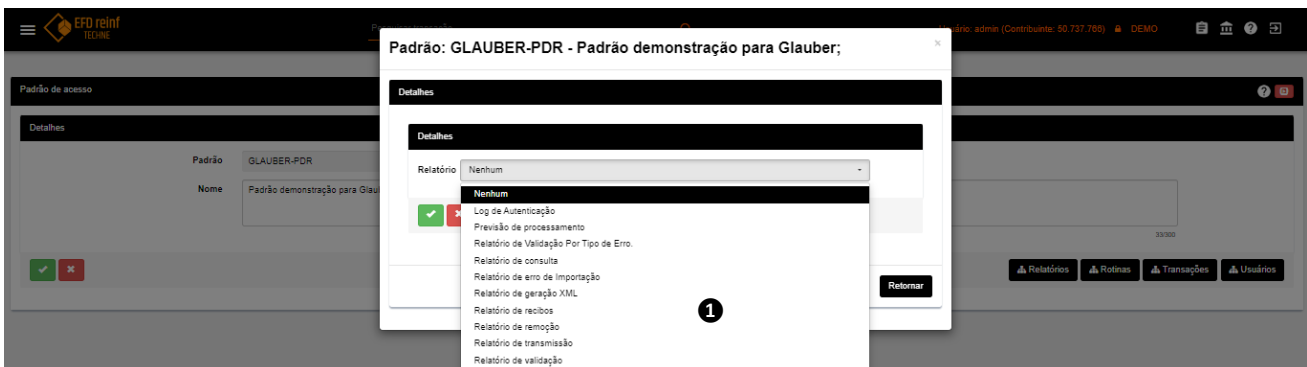 EFD reinf
TECHNE
Usuário: admin (Contribuinte: 50.737.766) DEMO
Padrão: GLAUBER-PDR - Padrão demonstração para Glauber;
×
Padrão de acesso
Detalhes
Detalhes
Detalhes
Padrão GLAUBER-PDR
Relatório Nenhum
Nome Padrão demonstração para
Nenhum
Log de Autenticação
Previsão de processamento
Relatório de Validação Por Tipo de Erro.
33/300
Relatório de consulta
Relatórios Rotinas Transações Usuários
Relatório de erro de Importação
Retornar
Relatório de geração XML
1
Relatório de recibos
Relatório de remoção
Relatório de transmissão
Relatório de validação